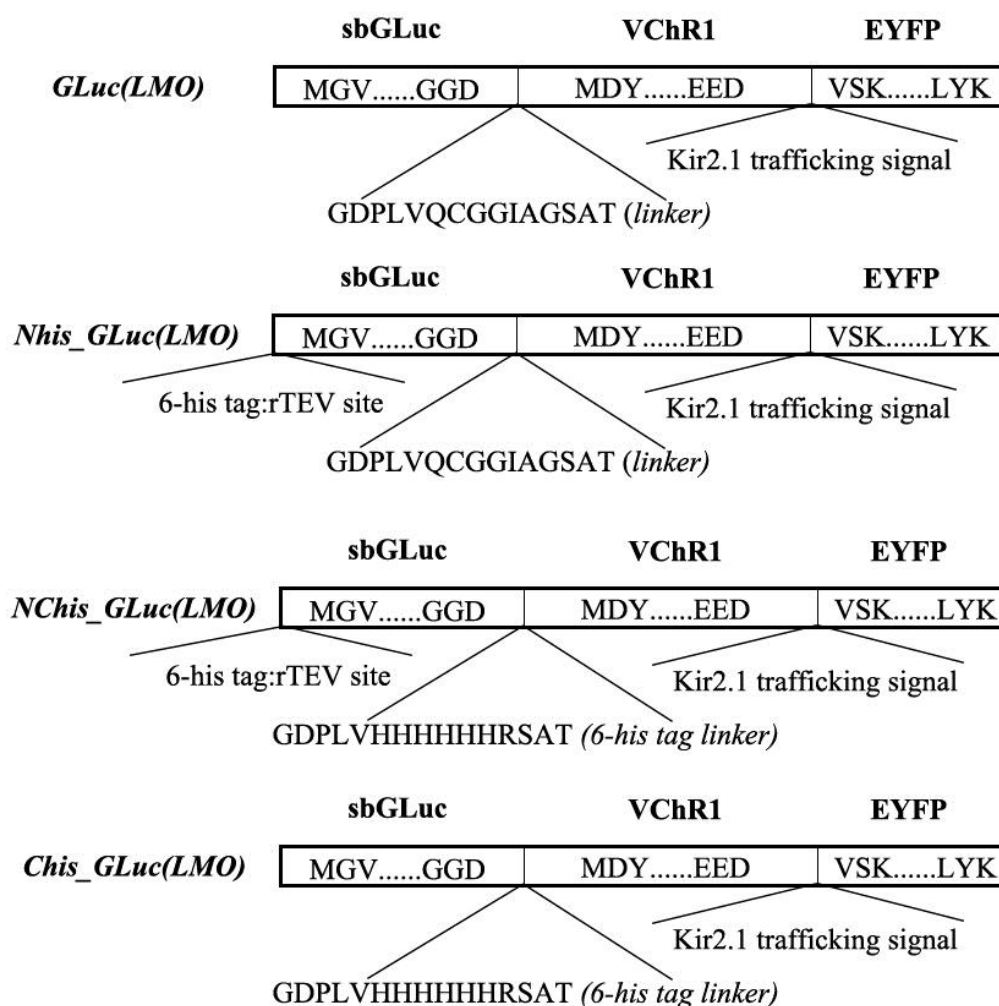 sbGLuc VChR1 EYFP
GLuc(LMO) MGV......GGD MDY......EED VSK......LYK
Kir2.1 trafficking signal
GDPLVQCGGIAGSAT (linker)
sbGLuc VChR1 EYFP
Nhis_GLuc(LMO) MGV......GGD MDY......EED VSK......LYK
6-his tag:rTEV site Kir2.1 trafficking signal
GDPLVQCGGIAGSAT (linker)
sbGLuc VChR1 EYFP
NChis_GLuc(LMO) MGV......GGD MDY......EED VSK......LYK
6-his tag:rTEV site Kir2.1 trafficking signal
GDPLVHHHHHHRSAT (6-his tag linker)
sbGLuc VChR1 EYFP
Chis_GLuc(LMO) MGV......GGD MDY......EED VSK......LYK
Kir2.1 trafficking signal
GDPLVHHHHHHRSAT (6-his tag linker)